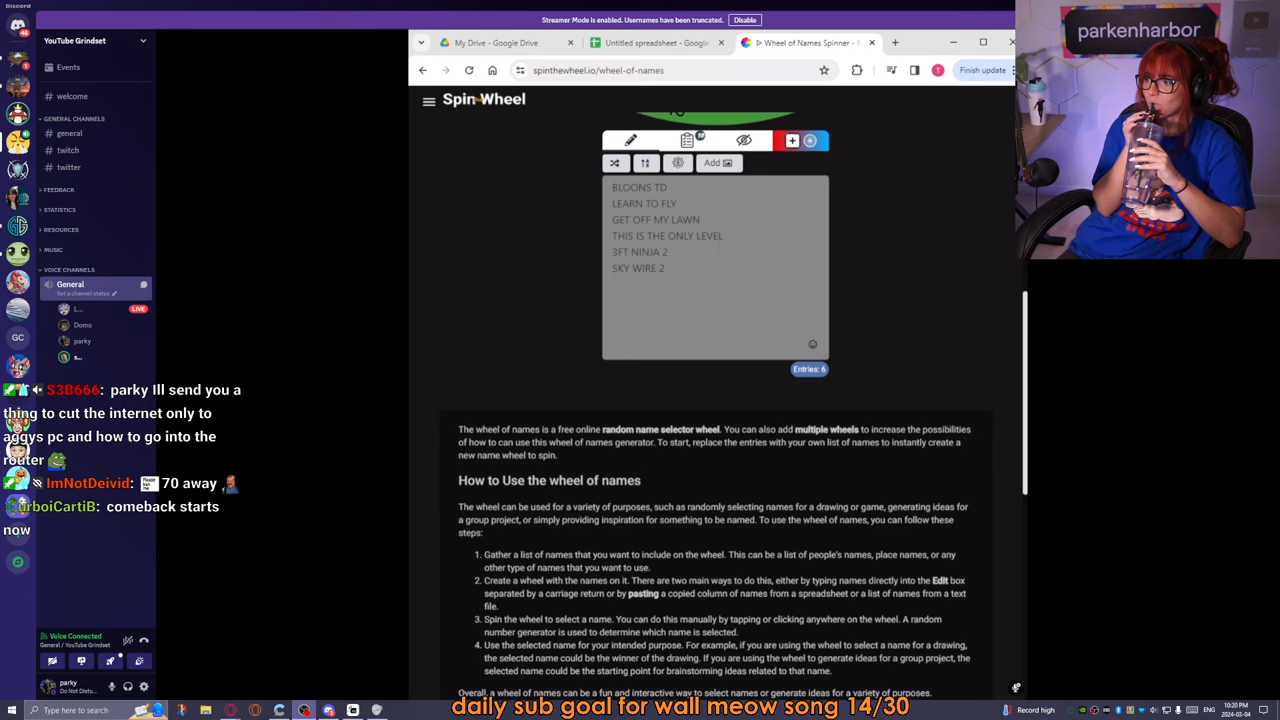 Discord
Streamer Mode is enabled. Usernames have been truncated.
Disable
YouTube Grindset
Events
welcome
GENERAL CHANNELS
general
twitch
twitter
FEEDBACK
STATISTICS
RESOURCES
MUSIC
VOICE CHANNELS
General
Set a channel status
L...
LIVE
Domo
parky
s...
GC
S3B666: parky Ill send you a
thing to cut the internet only to
aggys pc and how to go into the
router
ImNotDeivid: 70 away
urboiCartiB: comeback starts
now
Voice Connected
General / YouTube Grindset
parky
Do Not Distu...
My Drive - Google Drive
Untitled spreadsheet - Google
Wheel of Names Spinner - F
spinthewheel.io/wheel-of-names
T
Finish update
Spin Wheel
Add
BLOONS TD
LEARN TO FLY
GET OFF MY LAWN
THIS IS THE ONLY LEVEL
3FT NINJA 2
SKY WIRE 2
Entries: 6
The wheel of names is a free online random name selector wheel. You can also add multiple wheels to increase the possibilities
of how to can use this wheel of names generator. To start, replace the entries with your own list of names to instantly create a
new name wheel to spin.
How to Use the wheel of names
The wheel can be used for a variety of purposes, such as randomly selecting names for a drawing or game, generating ideas for
a group project, or simply providing inspiration for something to be named. To use the wheel of names, you can follow these
steps:
1. Gather a list of names that you want to include on the wheel. This can be a list of people's names, place names, or any
other type of names that you want to use.
2. Create a wheel with the names on it. There are two main ways to do this, either by typing names directly into the Edit box
separated by a carriage return or by pasting a copied column of names from a spreadsheet or a list of names from a text
file.
3. Spin the wheel to select a name. You can do this manually by tapping or clicking anywhere on the wheel. A random
number generator is used to determine which name is selected.
4. Use the selected name for your intended purpose. For example, if you are using the wheel to select a name for a drawing,
the selected name could be the winner of the drawing. If you are using the wheel to generate ideas for a group project, the
selected name could be the starting point for brainstorming ideas related to that name.
Overall, a wheel of names can be a fun and interactive way to select names or generate ideas for a variety of purposes.
parkenharbor
daily sub goal for wall meow song 14/30
Type here to search
Record high
ENG
10:20 PM
2024-03-04